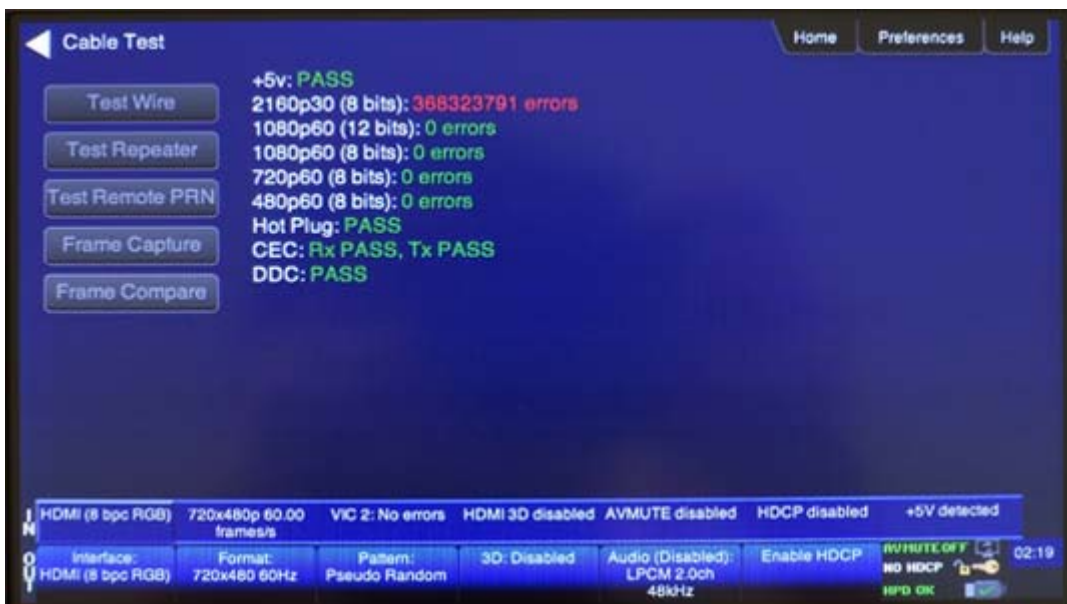 Cable Test
Home
Preferences
Help
Test Wire
Test Repeater
Test Remote PRN
Frame Capture
Frame Compare
+5v: PASS
2160p30 (8 bits): 368323791 errors
1080p60 (12 bits): 0 errors
1080p60 (8 bits): 0 errors
720p60 (8 bits): 0 errors
480p60 (8 bits): 0 errors
Hot Plug: PASS
CEC: Rx PASS, Tx PASS
DDC: PASS
IN
HDMI (8 bpc RGB)
720x480p 60.00
frames/s
VIC 2: No errors
HDMI 3D disabled
AVMUTE disabled
HDCP disabled
+5V detected
OUT
Interface:
HDMI (8 bpc RGB)
Format:
720x480 60Hz
Pattern:
Pseudo Random
3D: Disabled
Audio (Disabled):
LPCM 2.0ch
48kHz
Enable HDCP
AVMUTE OFF
NO HDCP
HPD OK
02:19